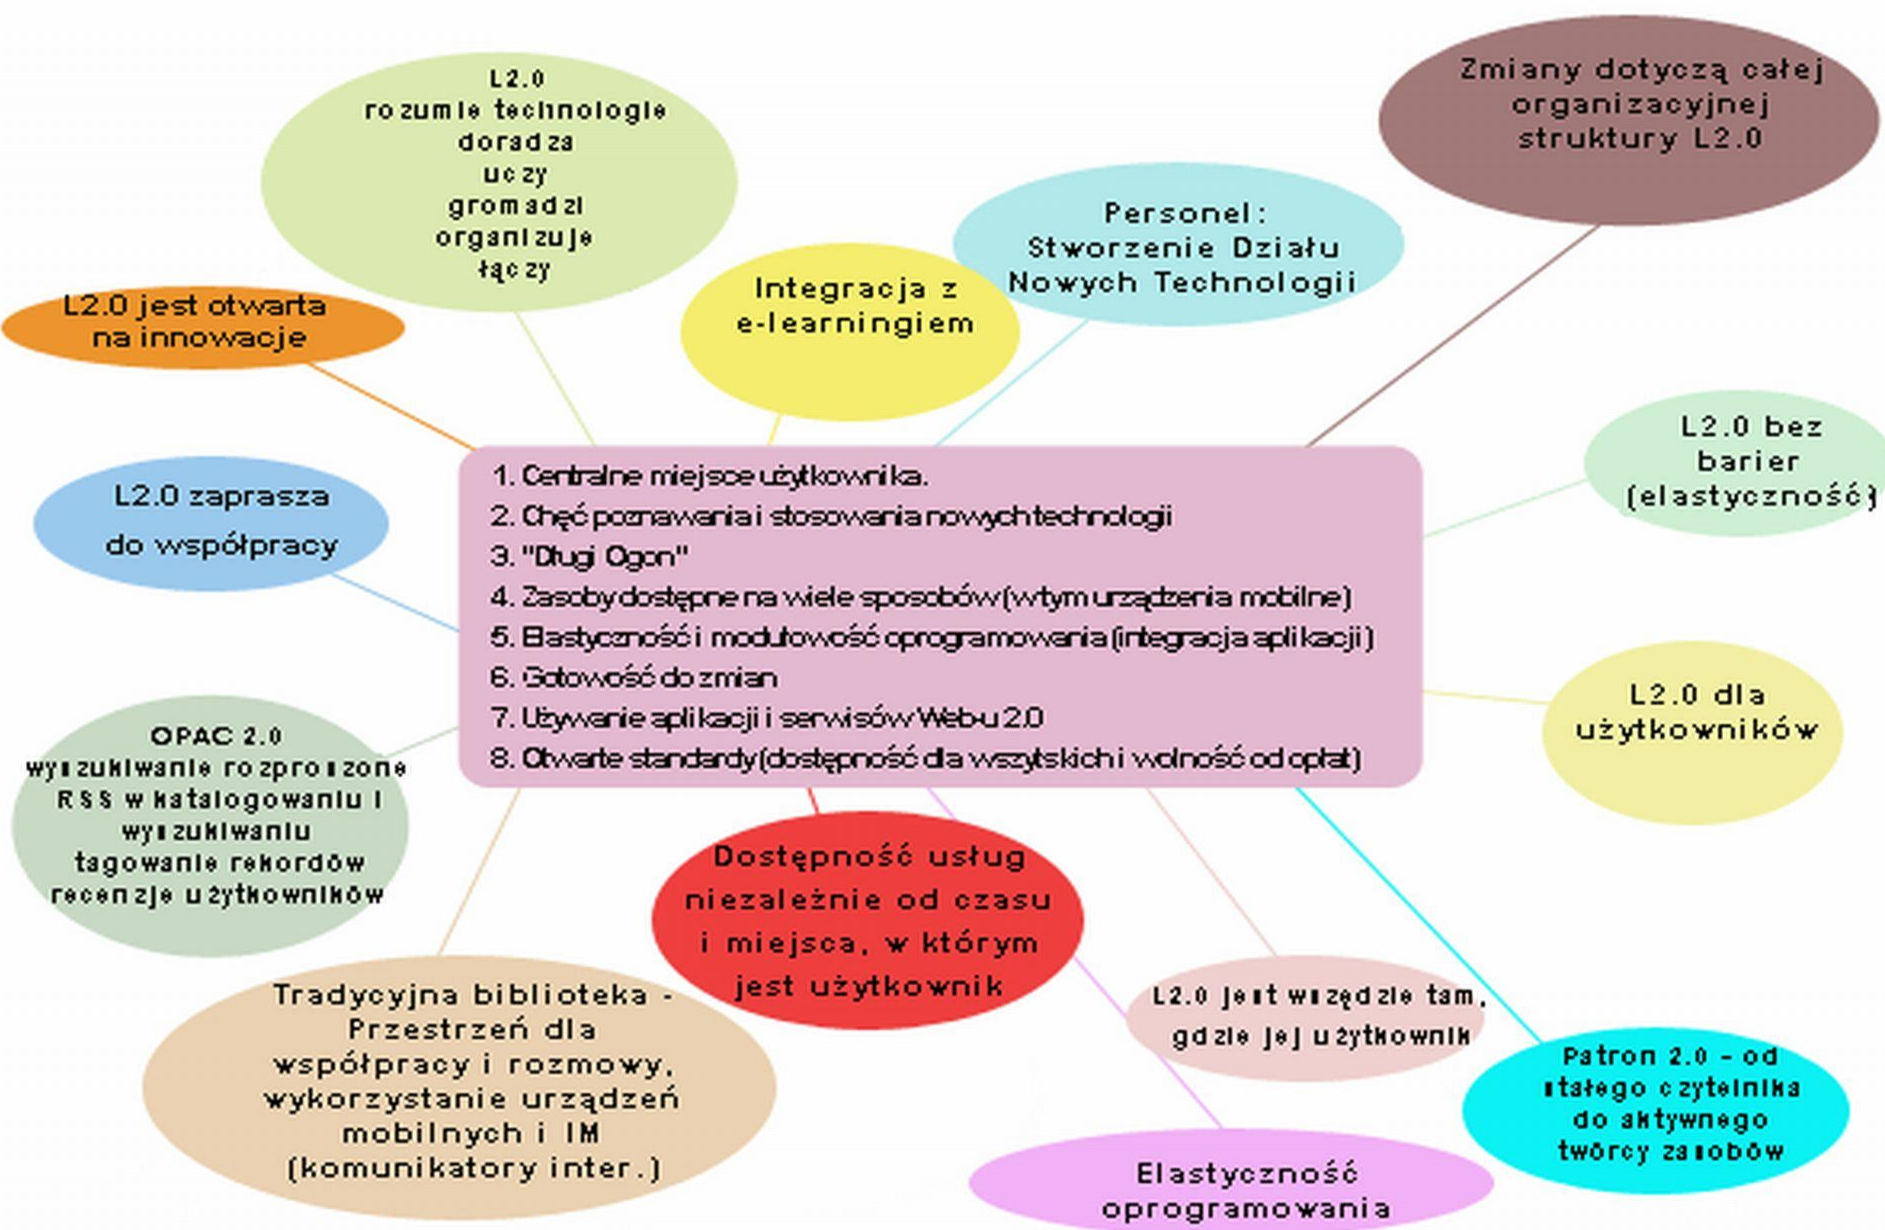 L2.0
rozumie technologie
doradza
uczy
gromadzi
organizuje
łączy
Zmiany dotyczą całej
organizacyjnej
struktury L2.0
Personel:
Stworzenie Działu
Nowych Technologii
Integracja z
e-learningiem
L2.0 jest otwarta
na innowacje
L2.0 bez
barier
(elastyczność)
L2.0 zaprasza
do współpracy
1. Centralne miejsce użytkownika.
2. Chęć poznawania i stosowania nowych technologii
3. "Długi Ogon"
4. Zasoby dostępne na wiele sposobów (w tym urządzenia mobilne)
5. Elastyczność i modułowość oprogramowania (integracja aplikacji)
6. Gotowość do zmian
7. Używanie aplikacji i serwisów Web-u 2.0
8. Otwarte standardy (dostępność dla wszytskich i wolność od opłat)
L2.0 dla
użytkowników
OPAC 2.0
wyszukiwanie rozproszone
RSS w katalogowaniu i
wyszukiwaniu
tagowanie rekordów
recenzje użytkowników
Dostępność usług
niezależnie od czasu
i miejsca, w którym
jest użytkownik
Tradycyjna biblioteka -
Przestrzeń dla
współpracy i rozmowy,
wykorzystanie urządzeń
mobilnych i IM
(komunikatory inter.)
L2.0 jest wszędzie tam,
gdzie jej użytkownik
Patron 2.0 - od
stałego czytelnika
do aktywnego
twórcy zasobów
Elastyczność
oprogramowania